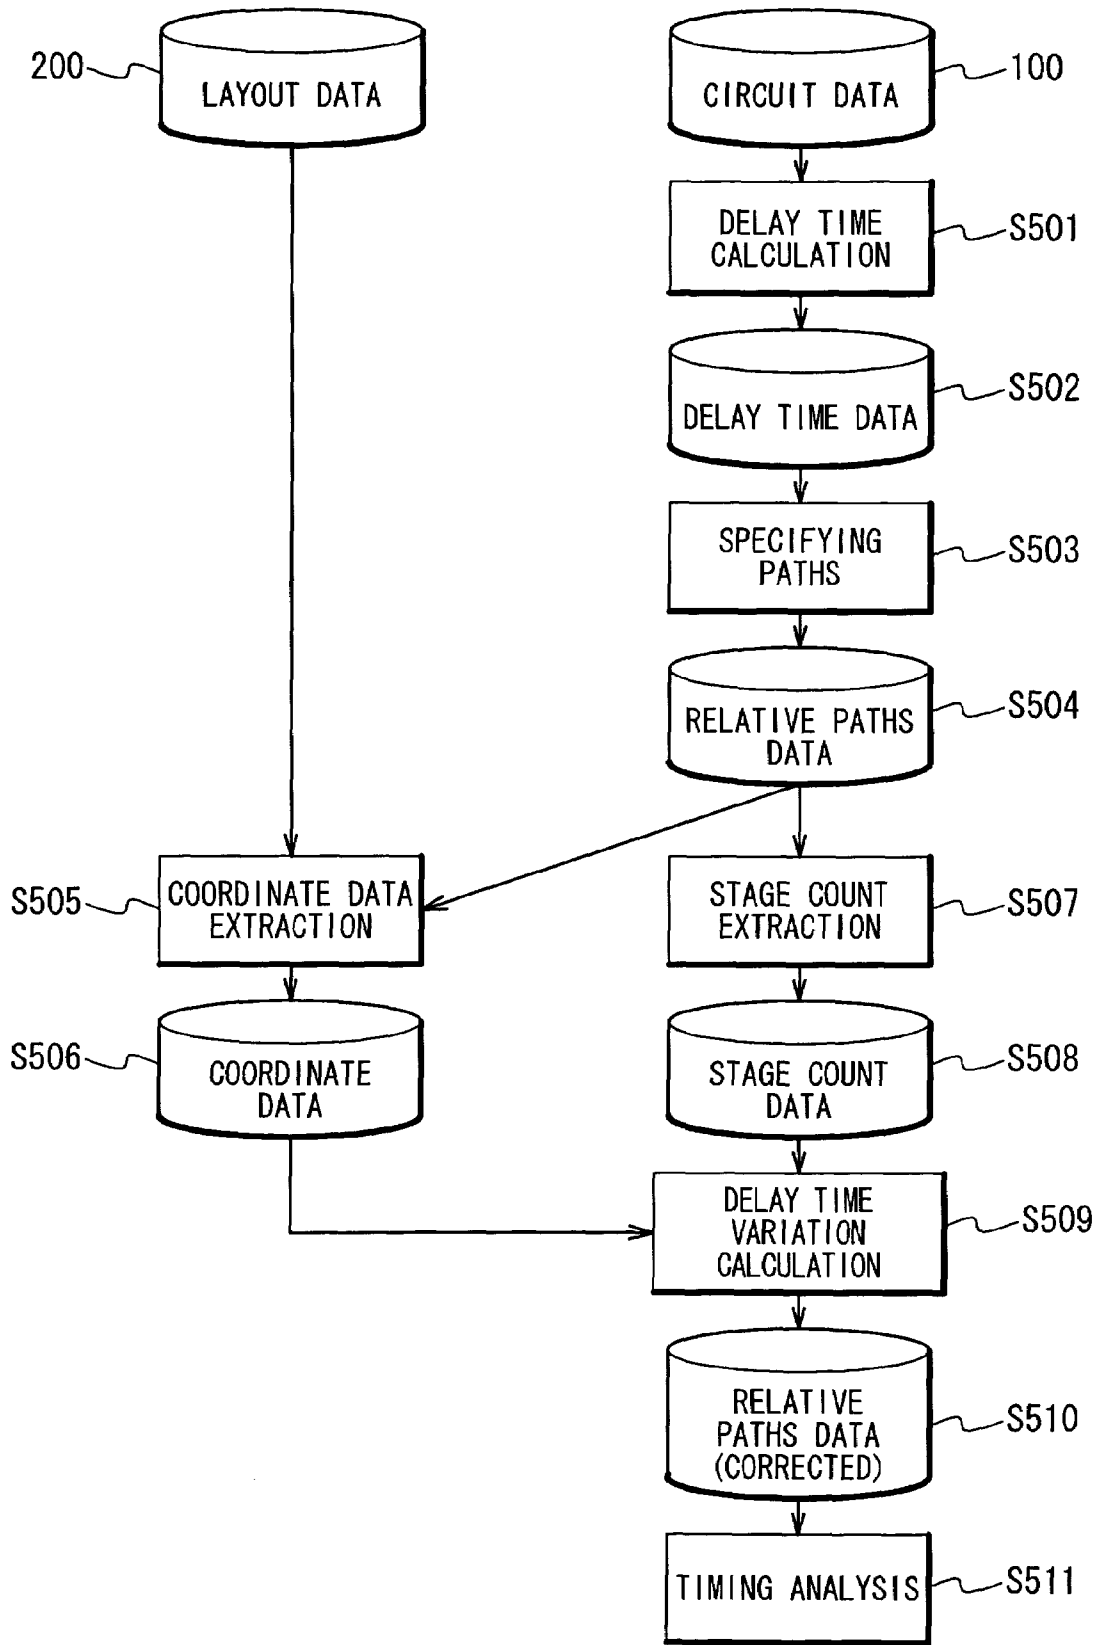 200
LAYOUT DATA
CIRCUIT DATA
100
DELAY TIME
CALCULATION
S501
DELAY TIME DATA
S502
SPECIFYING
PATHS
S503
RELATIVE PATHS
DATA
S504
S505
COORDINATE DATA
EXTRACTION
STAGE COUNT
EXTRACTION
S507
S506
COORDINATE
DATA
STAGE COUNT
DATA
S508
DELAY TIME
VARIATION
CALCULATION
S509
RELATIVE
PATHS DATA
(CORRECTED)
S510
TIMING ANALYSIS
S511